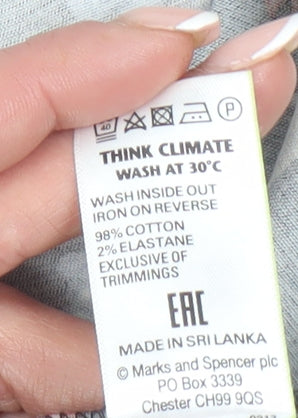 40 P
THINK CLIMATE
WASH AT 30°C
WASH INSIDE OUT
IRON ON REVERSE
98% COTTON
2% ELASTANE
EXCLUSIVE OF
TRIMMINGS
EAC
MADE IN SRI LANKA
© Marks and Spencer plc
PO Box 3339
Chester CH99 9QS